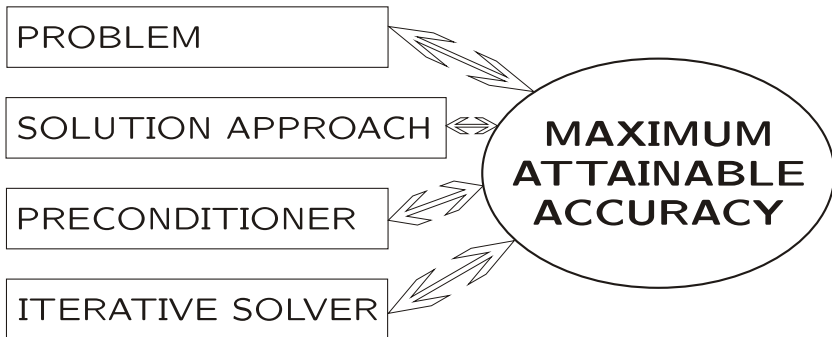 PROBLEM
SOLUTION APPROACH
PRECONDITIONER
ITERATIVE SOLVER
MAXIMUM
ATTAINABLE
ACCURACY